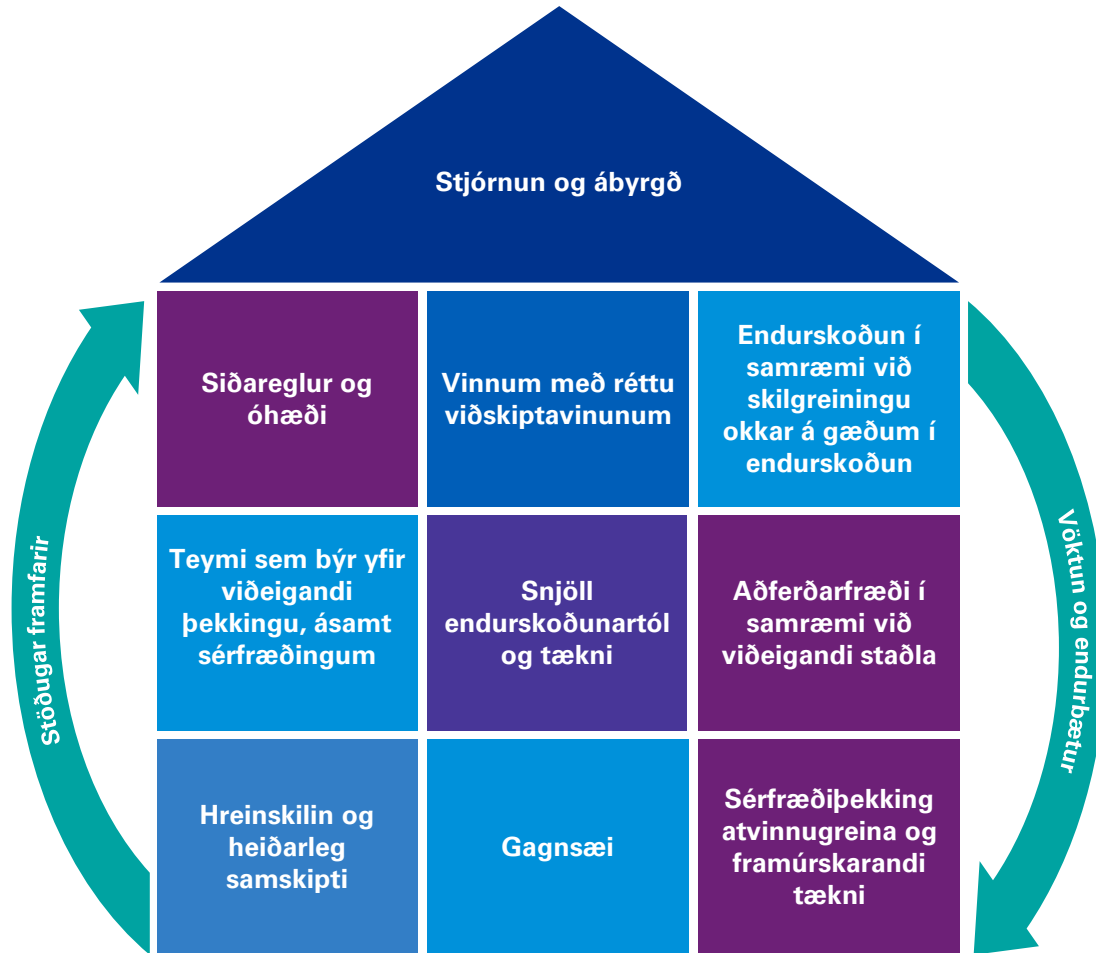 Stjórnun og ábyrgð
Siðareglur og
óhæði
Vinnum með réttu
viðskiptavinunum
Endurskoðun í
samræmi við
skilgreiningu
okkar á gæðum í
endurskoðun
Teymi sem býr yfir
viðeigandi
þekkingu, ásamt
sérfræðingum
Snjöll
endurskoðunartól
og tækni
Aðferðarfræði í
samræmi við
viðeigandi staðla
Hreinskilin og
heiðarleg
samskipti
Gagnsæi
Sérfræðiþekking
atvinnugreina og
framúrskarandi
tækni
Stöðugar framfarir
Vöktun og endurbætur